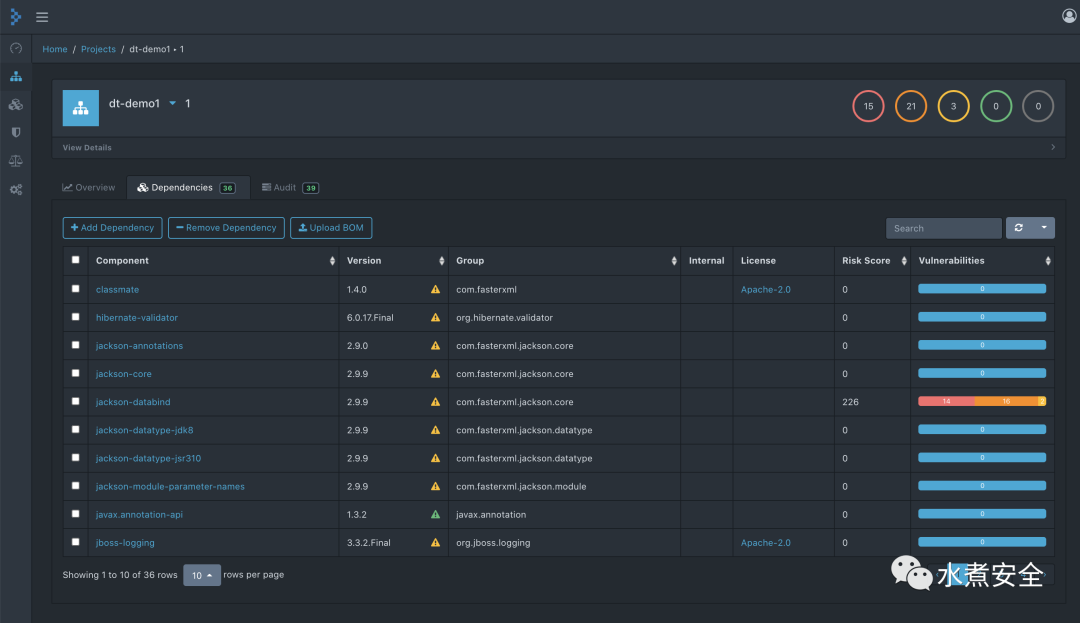 Home / Projects / dt-demo1 • 1
dt-demo1 1
15 21 3 0 0
View Details
Overview Dependencies 36 Audit 39
Add Dependency Remove Dependency Upload BOM Search
Component Version Group Internal License Risk Score Vulnerabilities
classmate 1.4.0 com.fasterxml Apache-2.0 0 0
hibernate-validator 6.0.17.Final org.hibernate.validator 0 0
jackson-annotations 2.9.0 com.fasterxml.jackson.core 0 0
jackson-core 2.9.9 com.fasterxml.jackson.core 0 0
jackson-databind 2.9.9 com.fasterxml.jackson.core 226 14 16 2
jackson-datatype-jdk8 2.9.9 com.fasterxml.jackson.datatype 0 0
jackson-datatype-jsr310 2.9.9 com.fasterxml.jackson.datatype 0 0
jackson-module-parameter-names 2.9.9 com.fasterxml.jackson.module 0 0
javax.annotation-api 1.3.2 javax.annotation 0 0
jboss-logging 3.3.2.Final org.jboss.logging Apache-2.0 0 0
Showing 1 to 10 of 36 rows 10 rows per page
水煮安全